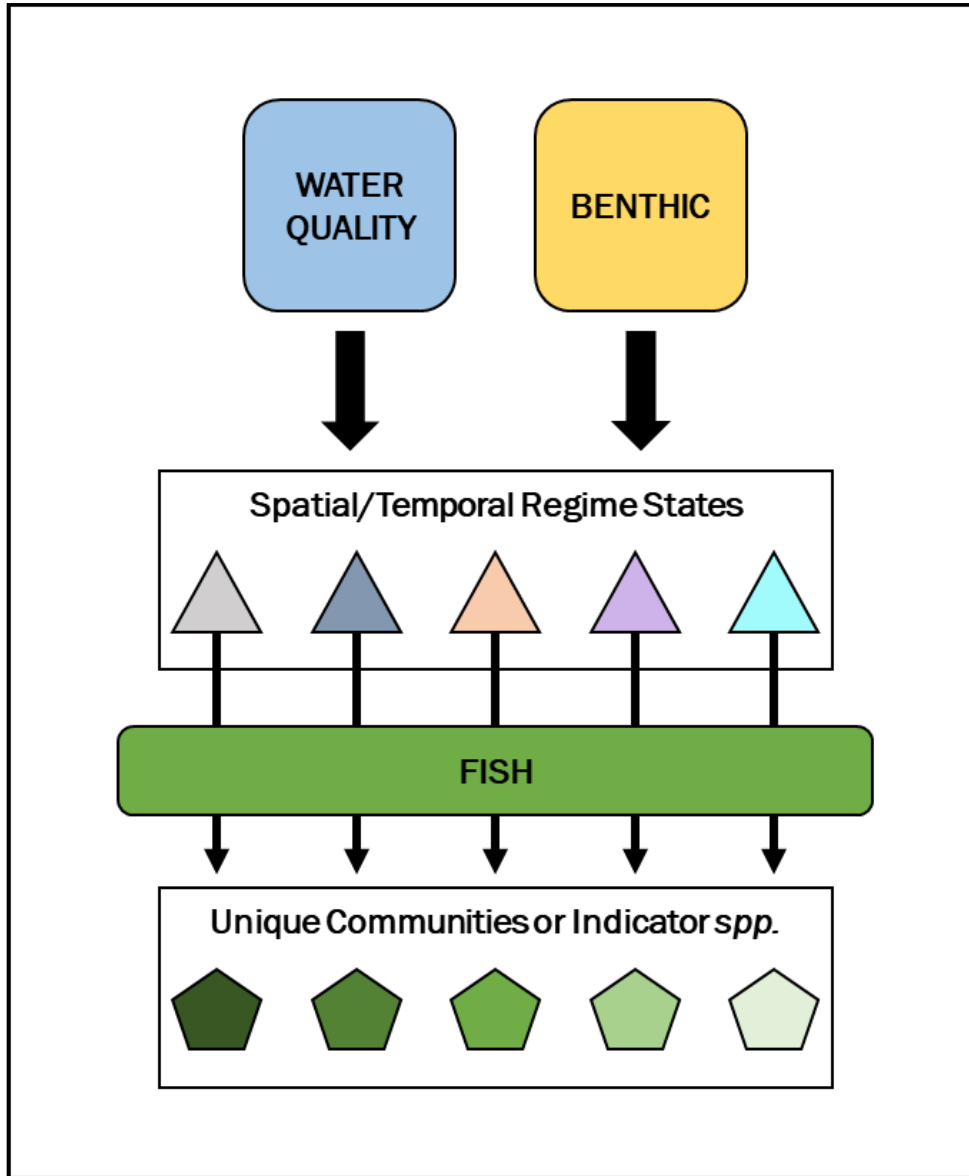 WATER
QUALITY
BENTHIC
Spatial/Temporal Regime States
FISH
Unique Communities or Indicator spp.